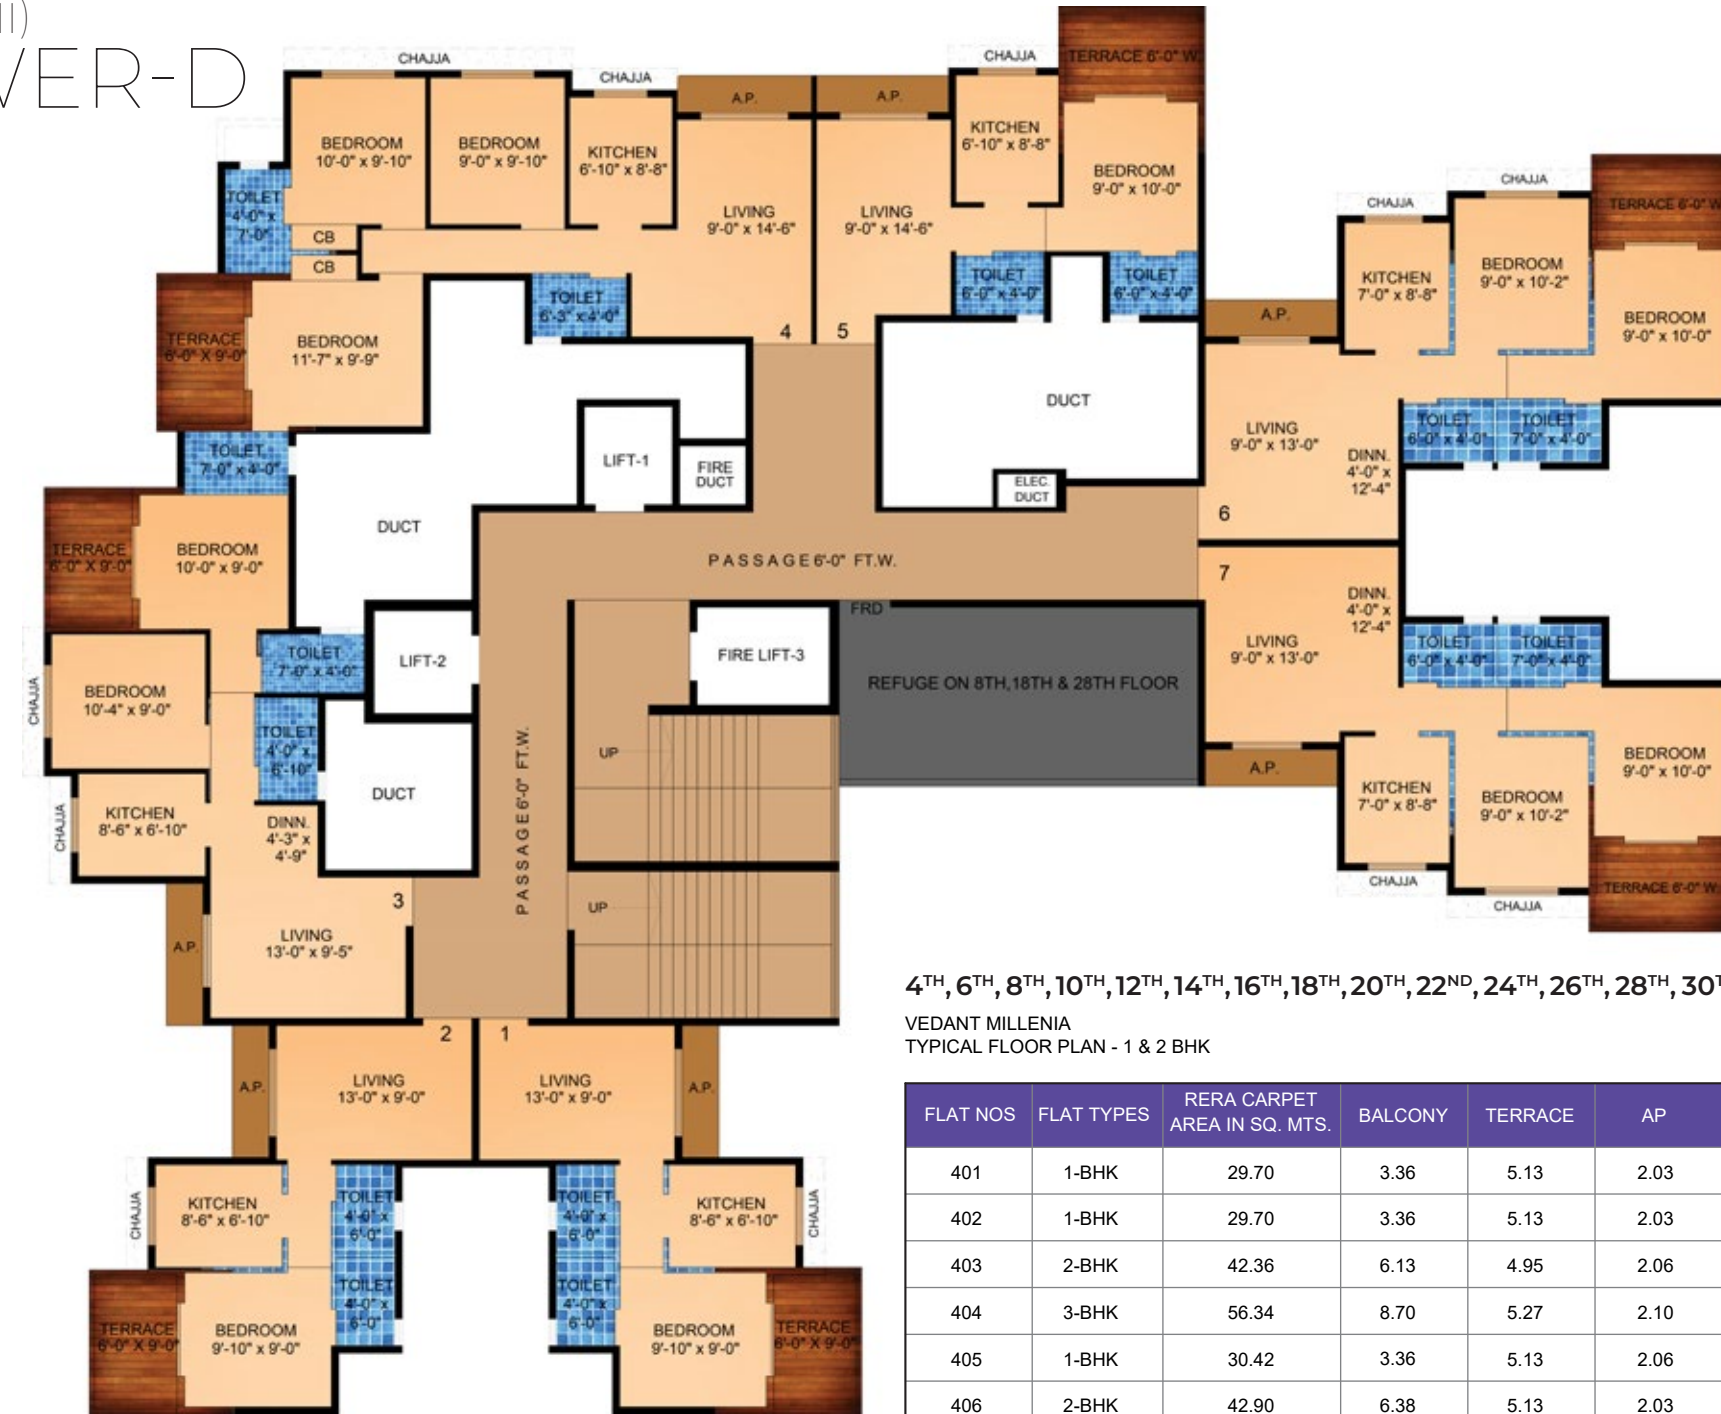 II)
VER-D
CHAJJA
BEDROOM
10'-0" x 9'-10"
BEDROOM
9'-0" x 9'-10"
CHAJJA
KITCHEN
6'-10" x 8'-8"
A.P.
LIVING
9'-0" x 14'-6"
4
A.P.
LIVING
9'-0" x 14'-6"
5
CHAJJA
KITCHEN
6'-10" x 8'-8"
TERRACE 6'-0" W.
BEDROOM
9'-0" x 10'-0"
TOILET
6'-0" x 4'-0"
TOILET
6'-0" x 4'-0"
TOILET
4'-0" x
7'-0"
CB
CB
TERRACE
6'-0" X 9'-0"
BEDROOM
11'-7" x 9'-9"
TOILET
6'-3" x 4'-0"
TOILET
7'-0" x 4'-0"
LIFT-1
FIRE
DUCT
DUCT
DUCT
ELEC.
DUCT
CHAJJA
KITCHEN
7'-0" x 8'-8"
CHAJJA
BEDROOM
9'-0" x 10'-2"
TERRACE 6'-0" W.
BEDROOM
9'-0" x 10'-0"
A.P.
LIVING
9'-0" x 13'-0"
DINN.
4'-0" x
12'-4"
TOILET
6'-0" x 4'-0"
TOILET
7'-0" x 4'-0"
6
7
PASSAGE 6'-0" FT.W.
DINN.
4'-0" x
12'-4"
LIVING
9'-0" x 13'-0"
TOILET
6'-0" x 4'-0"
TOILET
7'-0" x 4'-0"
A.P.
KITCHEN
7'-0" x 8'-8"
CHAJJA
BEDROOM
9'-0" x 10'-2"
CHAJJA
BEDROOM
9'-0" x 10'-0"
TERRACE 6'-0" W.
TERRACE
6'-0" X 9'-0"
BEDROOM
10'-0" x 9'-0"
TOILET
7'-0" x 4'-0"
LIFT-2
FIRE LIFT-3
FRD
REFUGE ON 8TH,18TH & 28TH FLOOR
CHAJJA
BEDROOM
10'-4" x 9'-0"
TOILET
4'-0" x
6'-10"
DUCT
UP
PASSAGE 6'-0" FT.W.
CHAJJA
KITCHEN
8'-6" x 6'-10"
DINN.
4'-3" x
4'-9"
3
UP
A.P.
LIVING
13'-0" x 9'-5"
2
1
A.P.
LIVING
13'-0" x 9'-0"
LIVING
13'-0" x 9'-0"
A.P.
CHAJJA
KITCHEN
8'-6" x 6'-10"
TOILET
4'-0" x
6'-0"
TOILET
4'-0" x
6'-0"
KITCHEN
8'-6" x 6'-10"
CHAJJA
TOILET
4'-0" x
6'-0"
TOILET
4'-0" x
6'-0"
TERRACE
6'-0" X 9'-0"
BEDROOM
9'-10" x 9'-0"
BEDROOM
9'-10" x 9'-0"
TERRACE
6'-0" X 9'-0"
4TH, 6TH, 8TH, 10TH, 12TH, 14TH, 16TH, 18TH, 20TH, 22ND, 24TH, 26TH, 28TH, 30T
VEDANT MILLENIA
TYPICAL FLOOR PLAN - 1 & 2 BHK
FLAT NOS FLAT TYPES RERA CARPET AREA IN SQ. MTS. BALCONY TERRACE AP
401 1-BHK 29.70 3.36 5.13 2.03
402 1-BHK 29.70 3.36 5.13 2.03
403 2-BHK 42.36 6.13 4.95 2.06
404 3-BHK 56.34 8.70 5.27 2.10
405 1-BHK 30.42 3.36 5.13 2.06
406 2-BHK 42.90 6.38 5.13 2.03